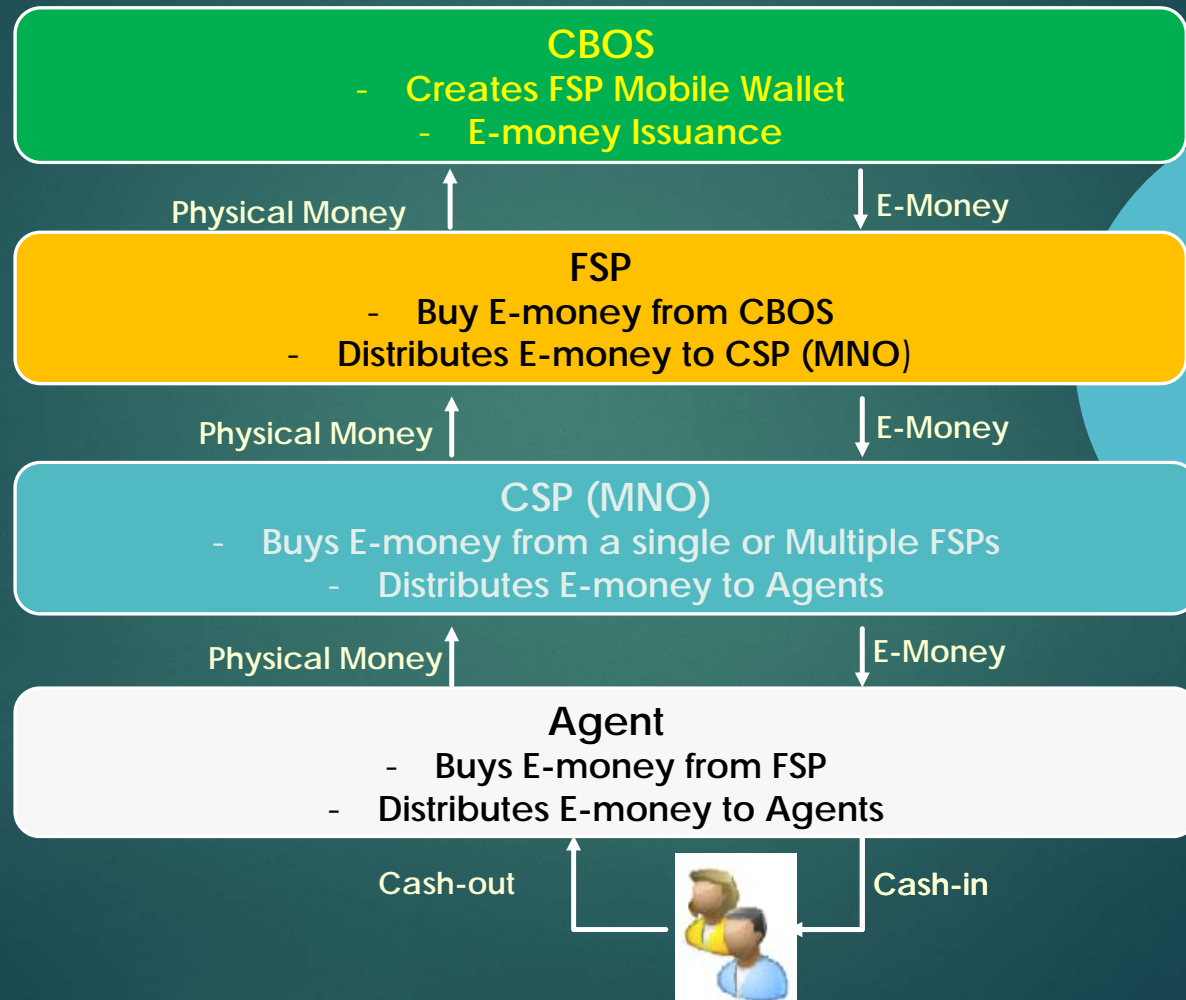 CBOS
- Creates FSP Mobile Wallet
- E-money Issuance
Physical Money
E-Money
FSP
- Buy E-money from CBOS
- Distributes E-money to CSP (MNO)
Physical Money
E-Money
CSP (MNO)
- Buys E-money from a single or Multiple FSPs
- Distributes E-money to Agents
Physical Money
E-Money
Agent
- Buys E-money from FSP
- Distributes E-money to Agents
Cash-out
Cash-in